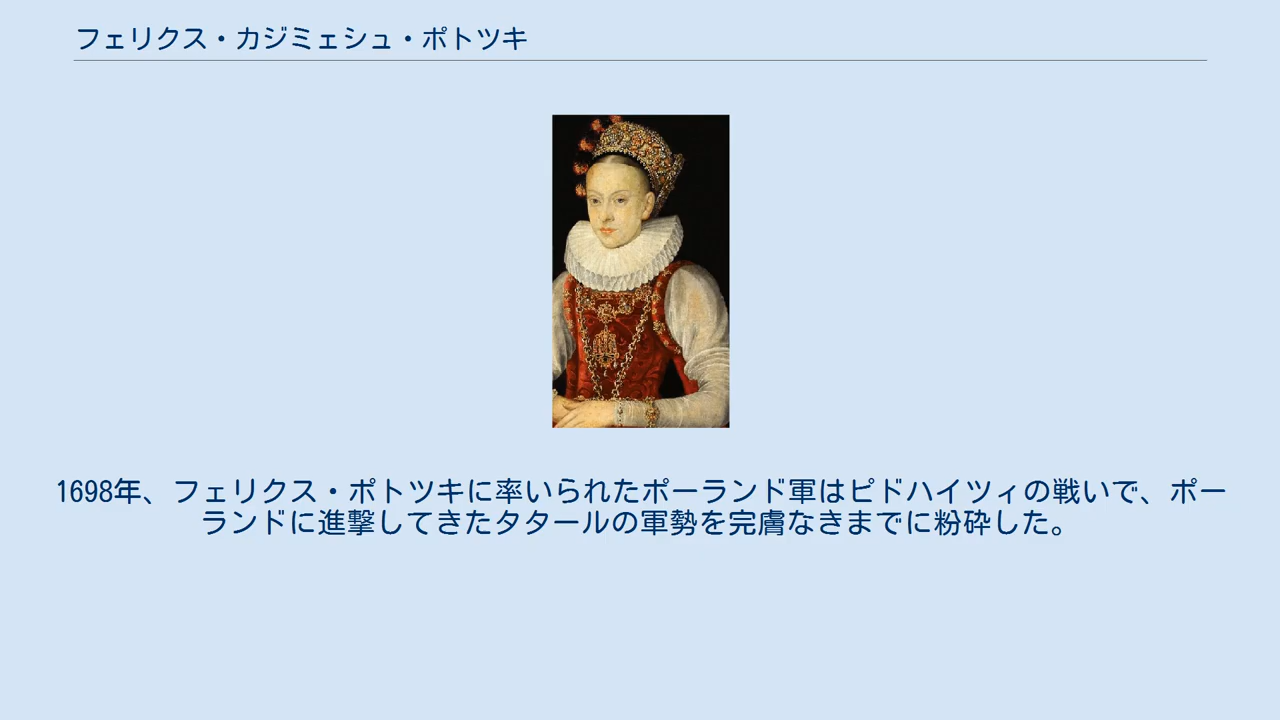 フェリクス・カジミェシュ・ポトツキ
1698年、フェリクス・ポトツキに率いられたポーランド軍はピドハイツィの戦いで、ポー
ランドに進撃してきたタタールの軍勢を完膚なきまでに粉砕した。